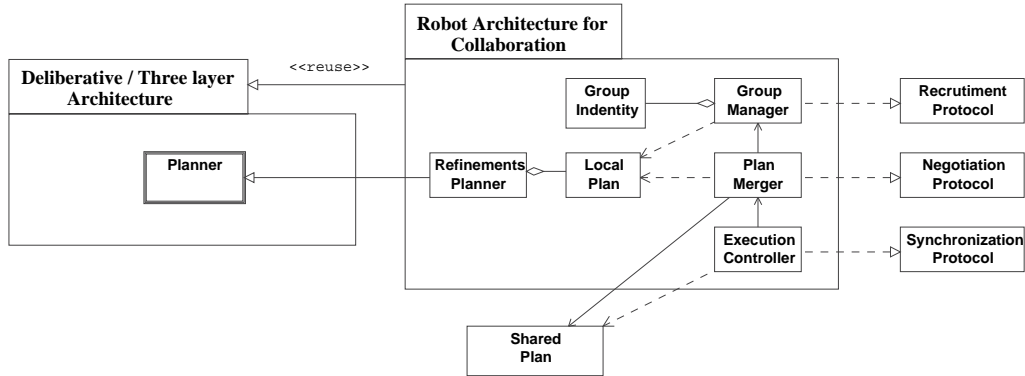 Robot Architecture for
Collaboration
<<reuse>>
Deliberative / Three layer
Architecture
Group
Indentity
Group
Manager
Recrutiment
Protocol
Planner
Refinements
Planner
Local
Plan
Plan
Merger
Negotiation
Protocol
Execution
Controller
Synchronization
Protocol
Shared
Plan